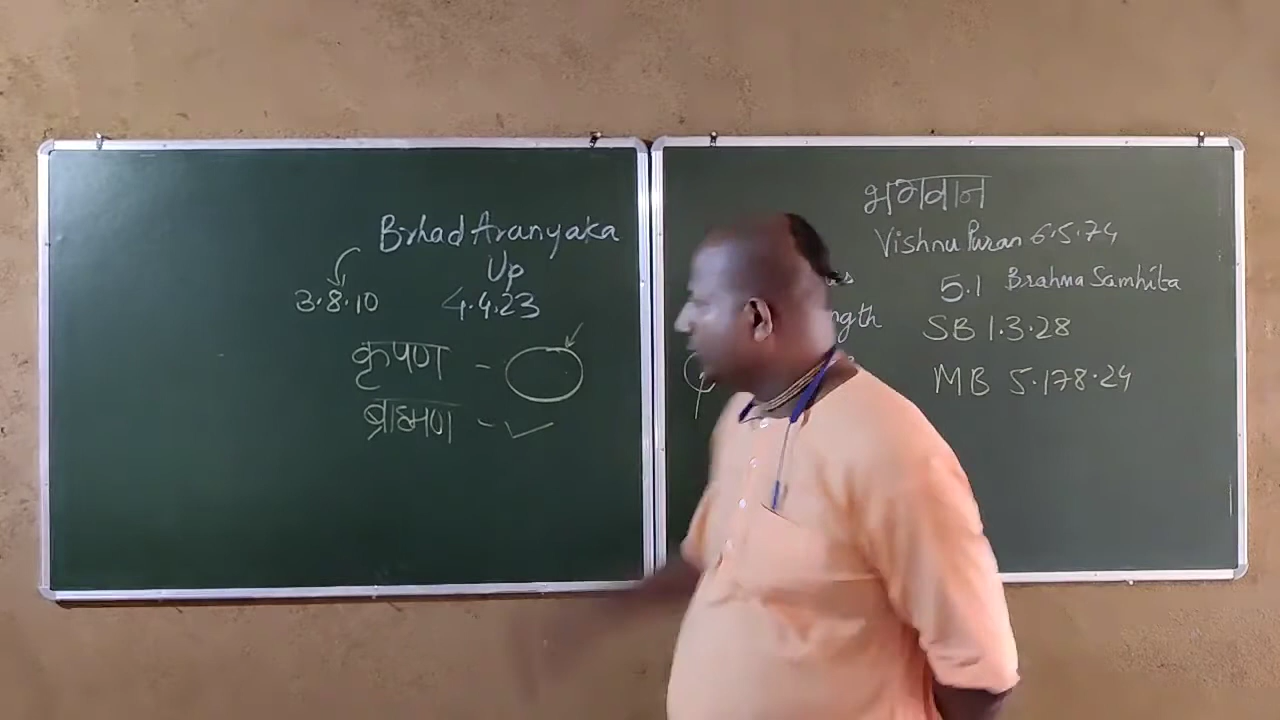 Brhad Aranyaka
Up
3.8.10 4.4.23
कृपण -
ब्राह्मण -
भगवान
Vishnu Puran 6.5.74
5.1 Brahma Samhita
SB 1.3.28
MB 5.178.24